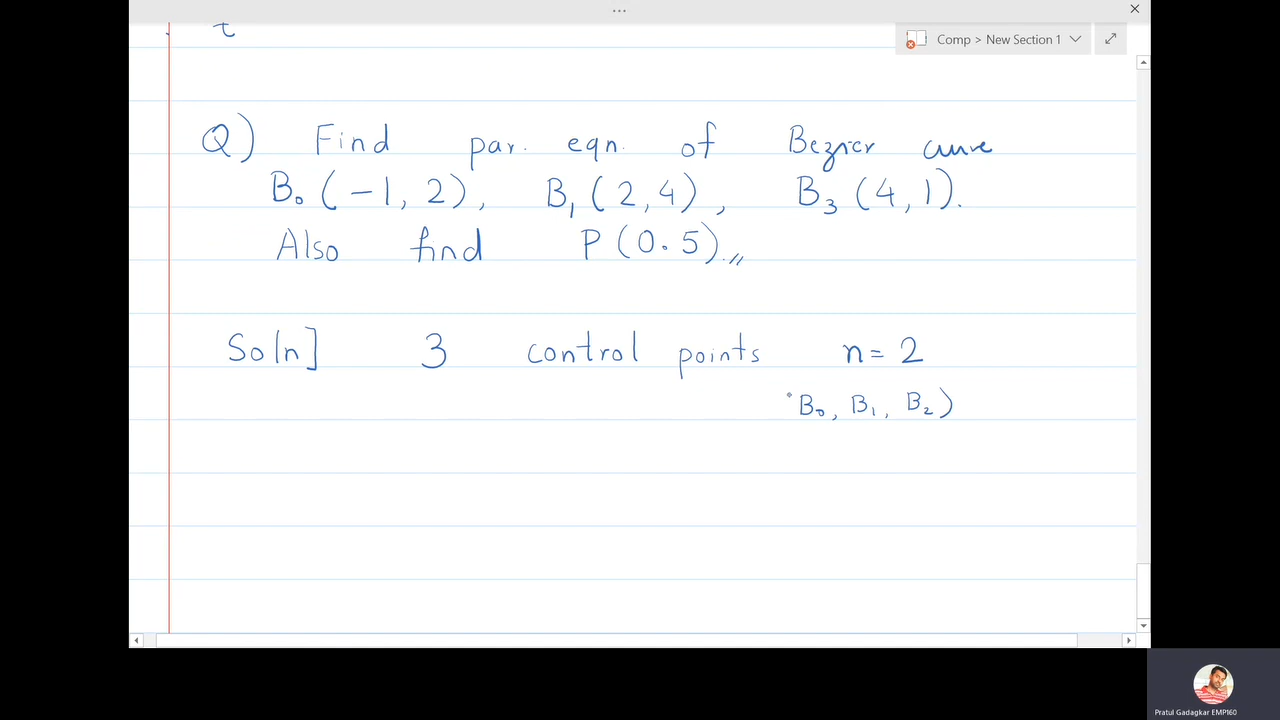 Comp > New Section 1
Q) Find par. eqn. of Bezier curve
B₀ (-1, 2), B₁ (2, 4), B₃ (4, 1).
Also find P (0.5).
Soln] 3 control points n = 2
B₀, B₁, B₂)
Pratul Gadagkar EMP160